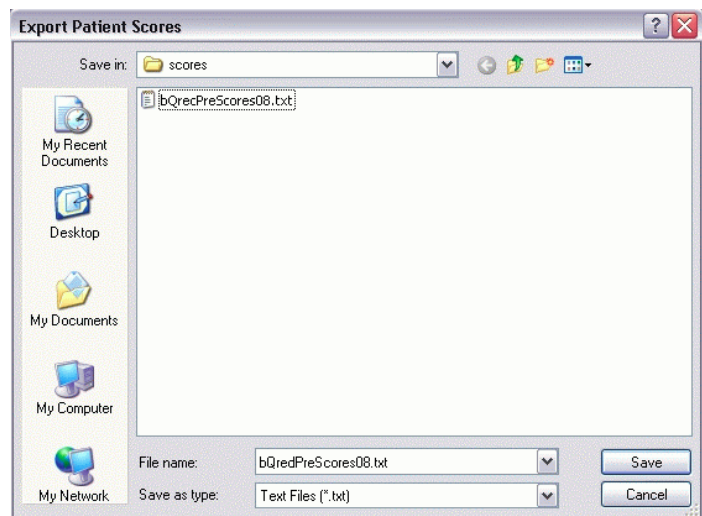 Export Patient Scores
Save in: scores
bQrecPreScores08.txt
My Recent
Documents
Desktop
My Documents
My Computer
My Network
File name: bQredPreScores08.txt Save
Save as type: Text Files (*.txt) Cancel